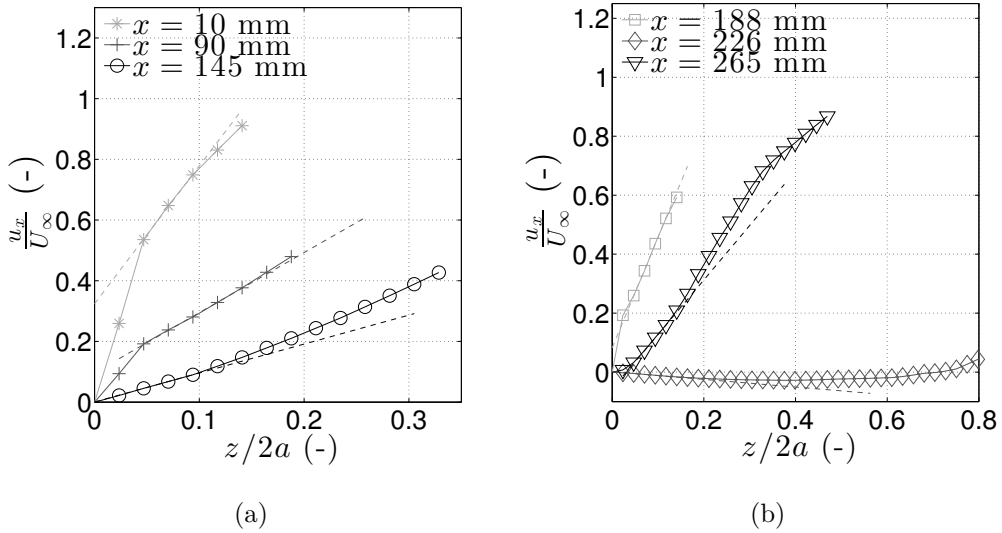 1.2
1
0.8
0.6
0.4
0.2
0
u_x/U_∞ (-)
x = 10 mm
x = 90 mm
x = 145 mm
0 0.1 0.2 0.3
z/2a (-)
(a)
1.2
1
0.8
0.6
0.4
0.2
0
u_x/U_∞ (-)
x = 188 mm
x = 226 mm
x = 265 mm
0 0.2 0.4 0.6 0.8
z/2a (-)
(b)